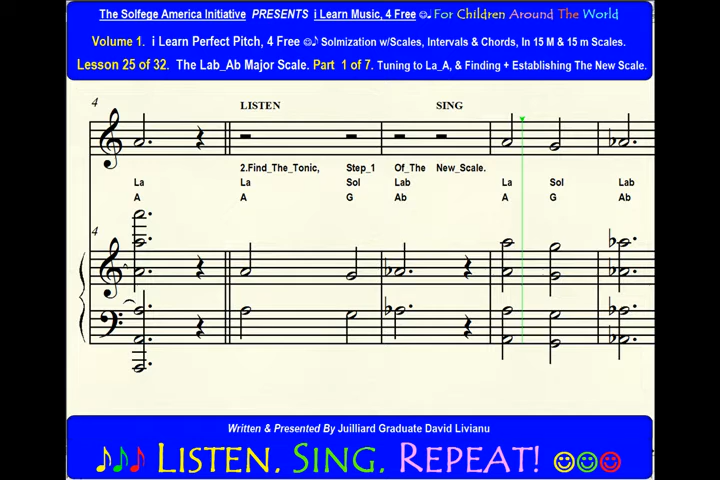 The Solfege America Initiative PRESENTS i Learn Music, 4 Free ☺♪ For Children Around The World
Volume 1. i Learn Perfect Pitch, 4 Free ☺♪ Solmization w/Scales, Intervals & Chords, In 15 M & 15 m Scales.
Lesson 25 of 32. The Lab_Ab Major Scale. Part 1 of 7. Tuning to La_A, & Finding + Establishing The New Scale.
4
LISTEN SING
2.Find_The_Tonic, Step_1 Of_The New_Scale.
La La Sol Lab La Sol Lab
A A G Ab A G Ab
4
Written & Presented By Juilliard Graduate David Livianu
LISTEN, SING, REPEAT!